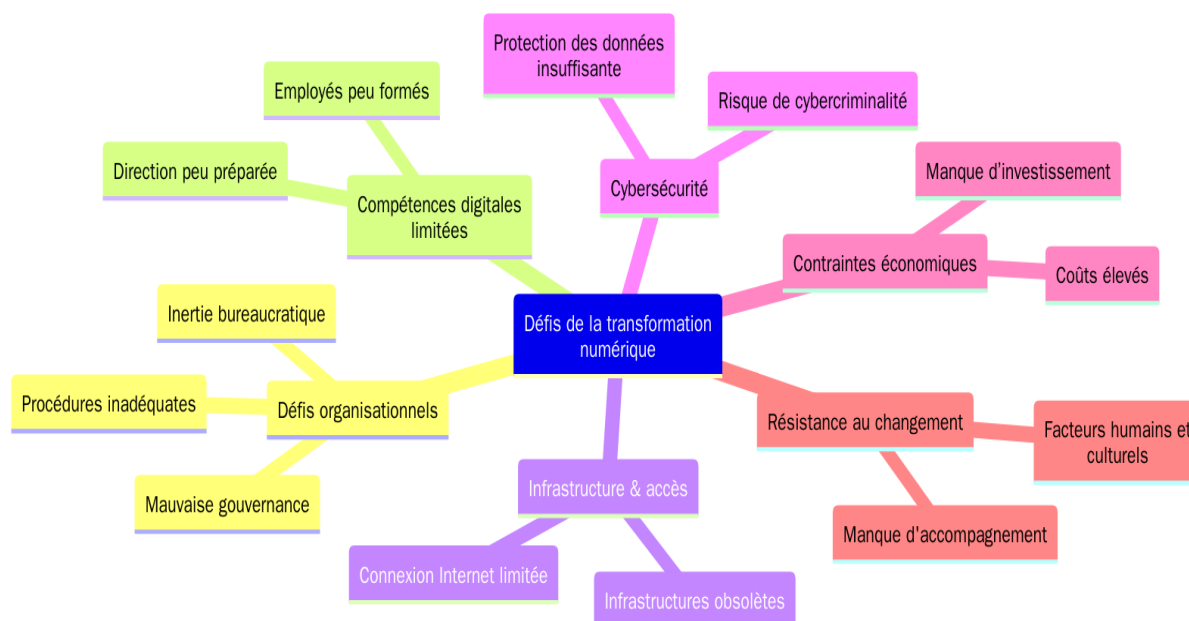 Protection des données
insuffisante
Employés peu formés
Risque de cybercriminalité
Direction peu préparée
Manque d'investissement
Cybersécurité
Compétences digitales
limitées
Contraintes économiques
Coûts élevés
Inertie bureaucratique
Défis de la transformation
numérique
Procédures inadéquates
Défis organisationnels
Résistance au changement
Facteurs humains et
culturels
Mauvaise gouvernance
Infrastructure & accès
Manque d'accompagnement
Connexion Internet limitée
Infrastructures obsolètes